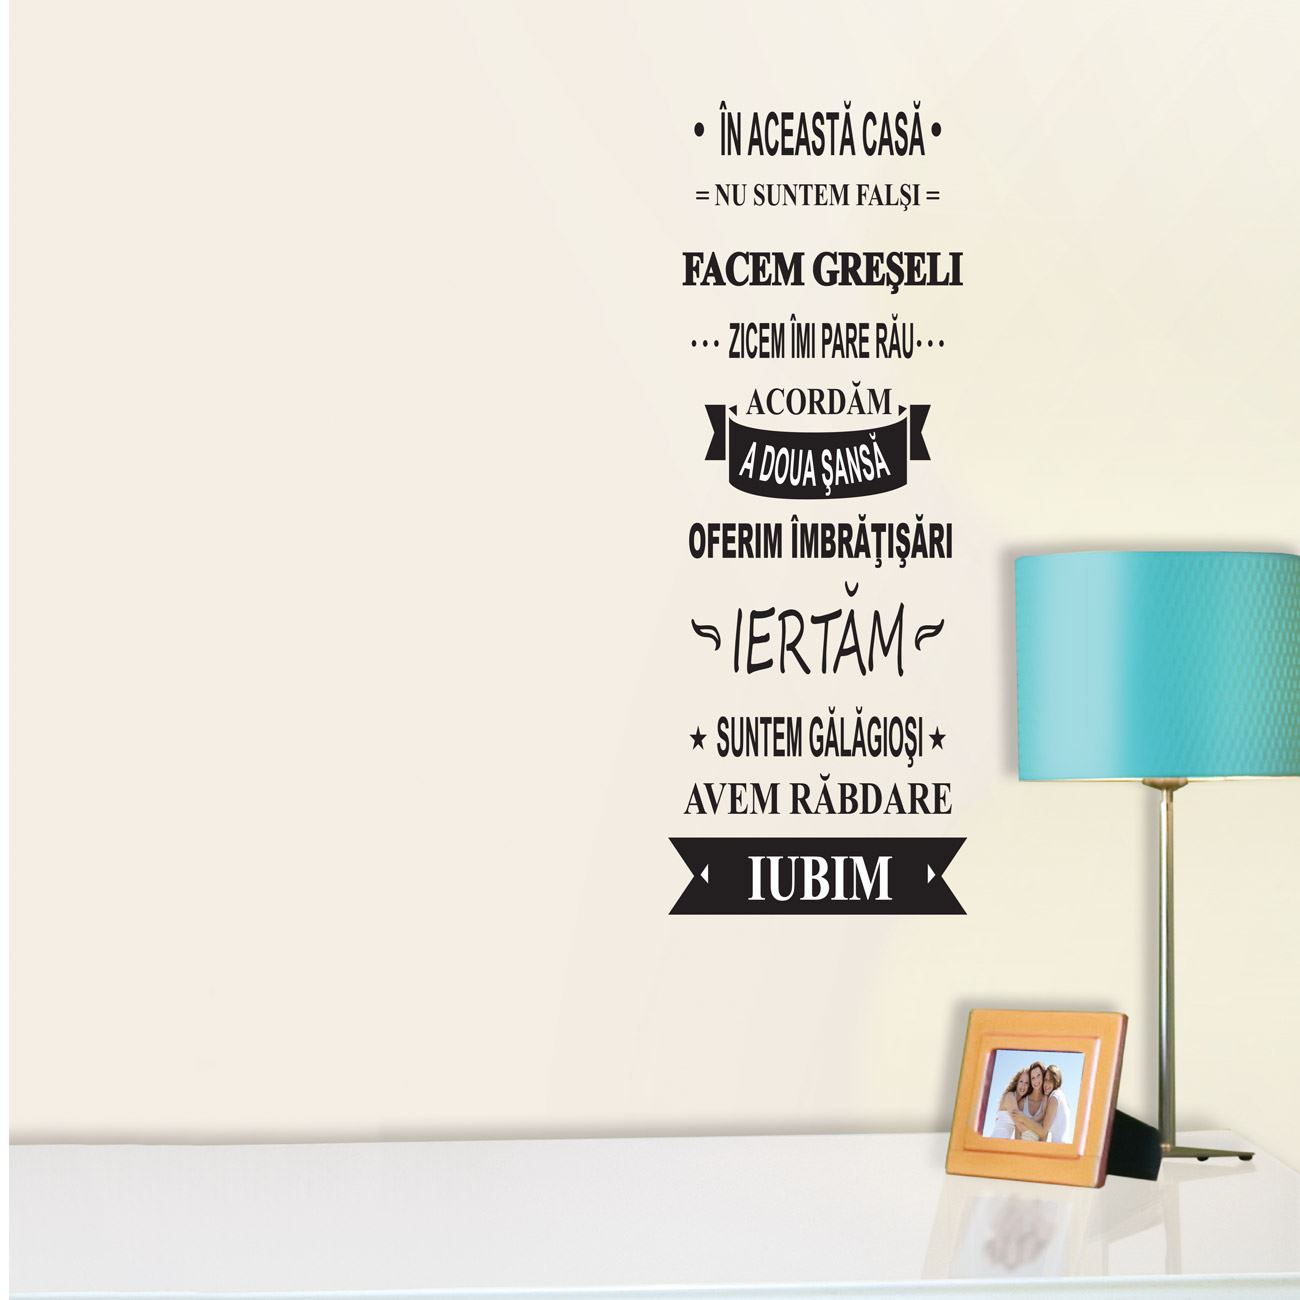 • ÎN ACEASTĂ CASĂ •
= NU SUNTEM FALŞI =
FACEM GREŞELI
••• ZICEM ÎMI PARE RĂU •••
ACORDĂM
A DOUA ŞANSĂ
OFERIM ÎMBRĂŢIŞĂRI
IERTĂM
★ SUNTEM GĂLĂGIOŞI ★
AVEM RĂBDARE
IUBIM